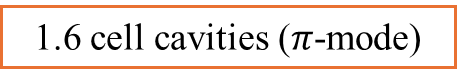 1.6 cell cavities (π-mode)